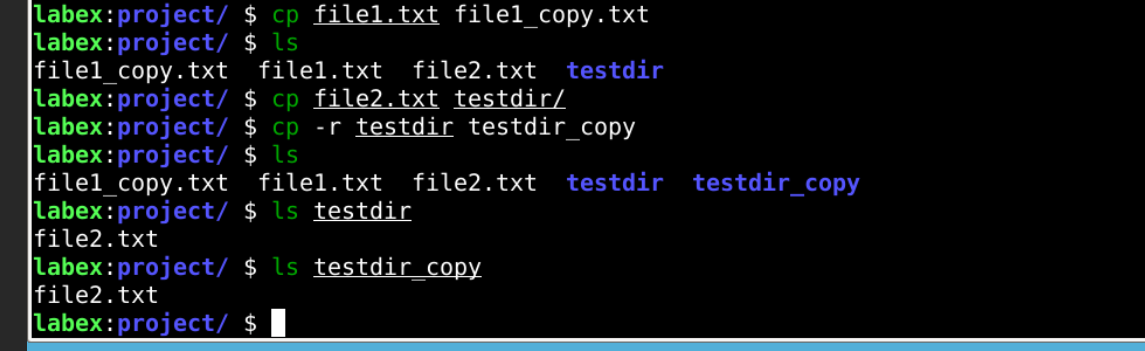 labex:project/ $ cp file1.txt file1_copy.txt
labex:project/ $ ls
file1_copy.txt  file1.txt  file2.txt  testdir
labex:project/ $ cp file2.txt testdir/
labex:project/ $ cp -r testdir testdir_copy
labex:project/ $ ls
file1_copy.txt  file1.txt  file2.txt  testdir  testdir_copy
labex:project/ $ ls testdir
file2.txt
labex:project/ $ ls testdir_copy
file2.txt
labex:project/ $